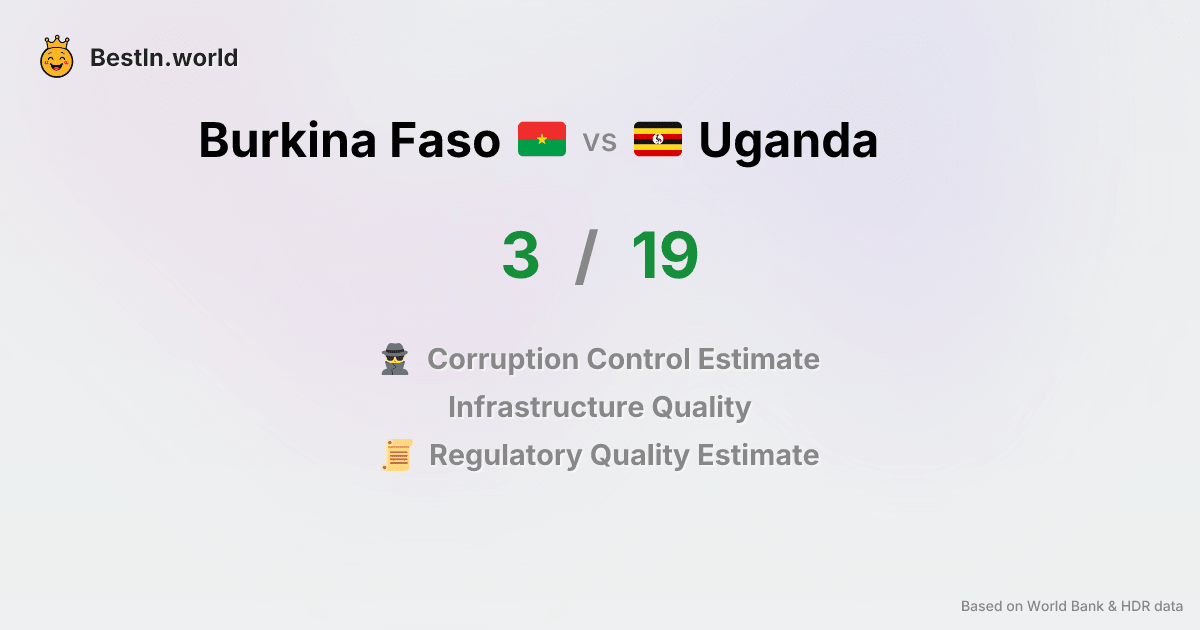 BestIn.world
Burkina Faso vs Uganda
3 / 19
Corruption Control Estimate
Infrastructure Quality
Regulatory Quality Estimate
Based on World Bank & HDR data